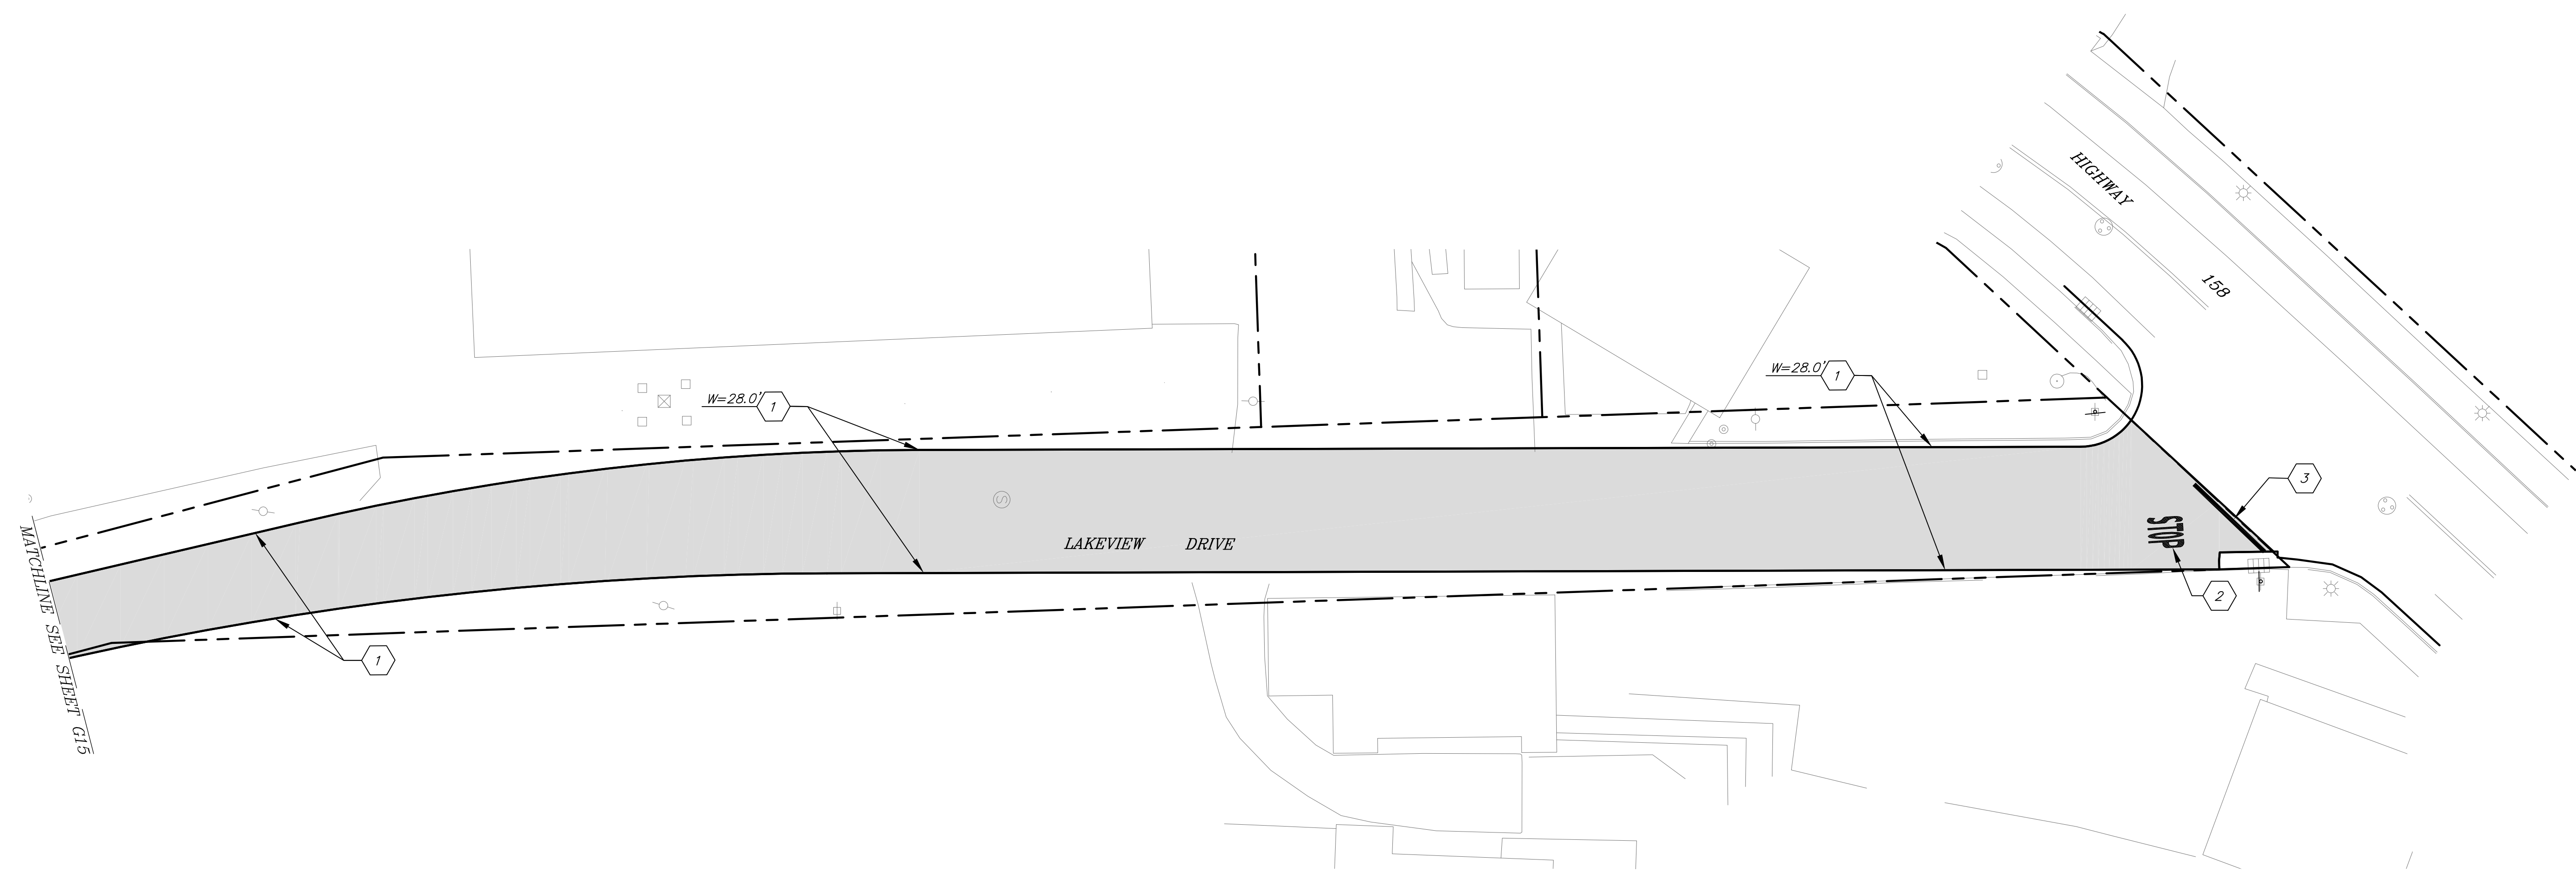 HIGHWAY
158
W=28.0' 1
W=28.0' 1
3
S
STOP
LAKEVIEW DRIVE
2
MATCHLINE SEE SHEET G15
1